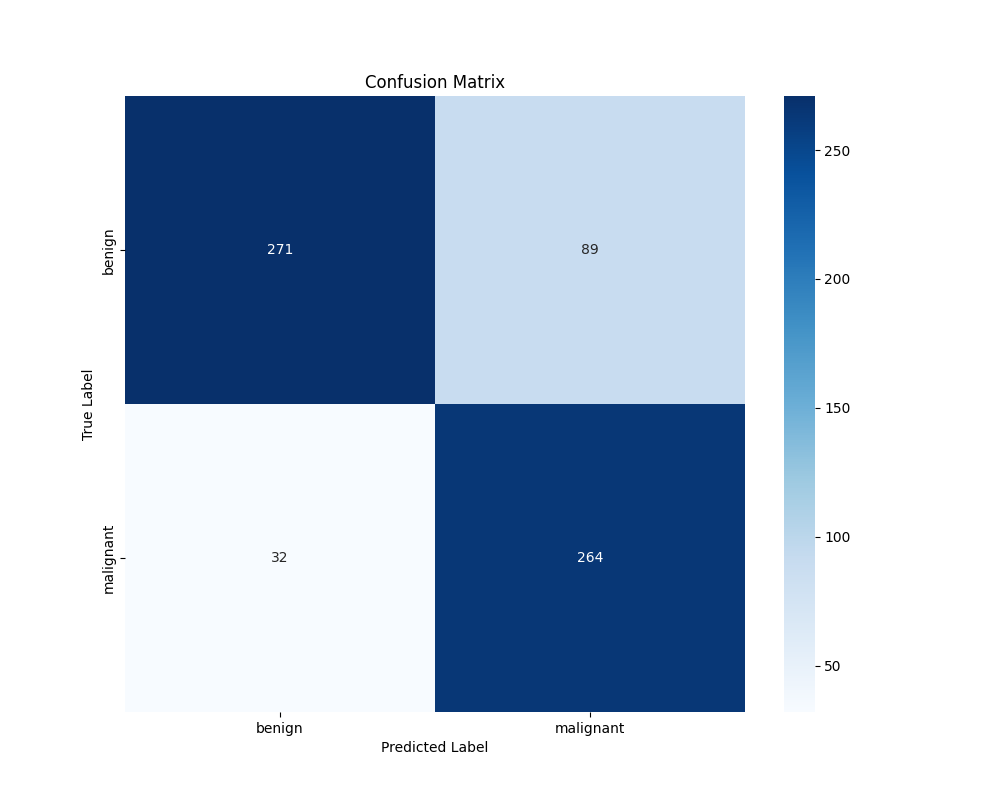 Confusion Matrix
True Label
benign
malignant
271
89
32
264
benign
malignant
Predicted Label
250
200
150
100
50